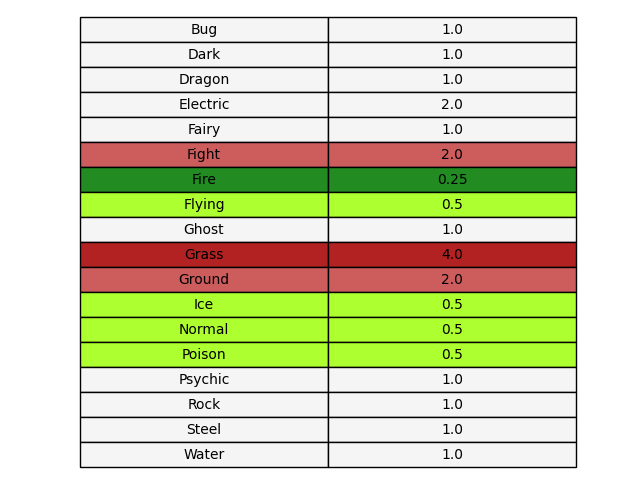 Bug 1.0
Dark 1.0
Dragon 1.0
Electric 2.0
Fairy 1.0
Fight 2.0
Fire 0.25
Flying 0.5
Ghost 1.0
Grass 4.0
Ground 2.0
Ice 0.5
Normal 0.5
Poison 0.5
Psychic 1.0
Rock 1.0
Steel 1.0
Water 1.0